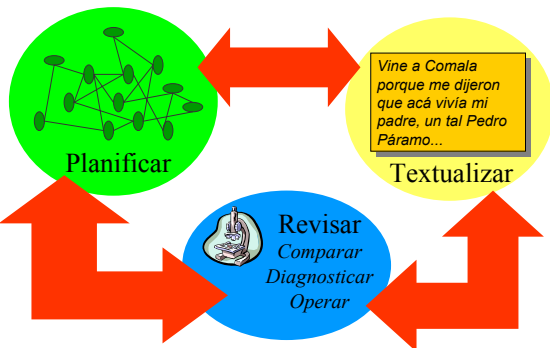 Planificar
Vine a Comala
porque me dijeron
que acá vivía mi
padre, un tal Pedro
Páramo...
Textualizar
Revisar
Comparar
Diagnosticar
Operar